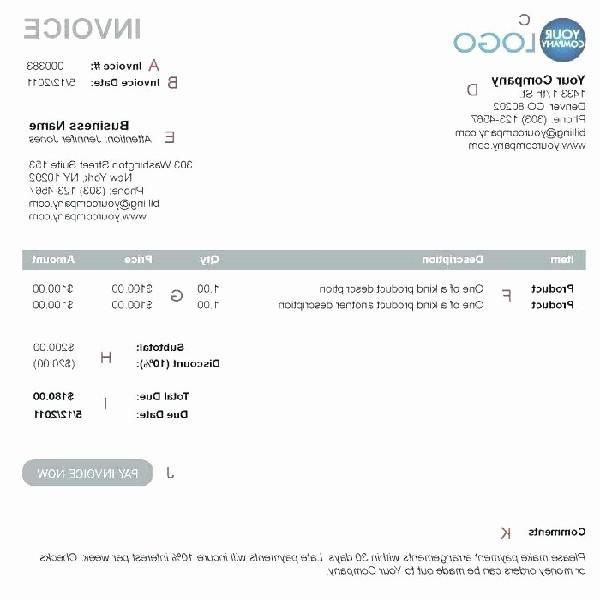 YOUR COMPANY LOGO C
INVOICE
A Invoice #: 000383
B Invoice Date: 5/12/2011
Your Company
D
1433 17th St.
Denver, CO 80202
Phone: (303) 123-4567
billing@yourcompany.com
www.yourcompany.com
Business Name
E Attention: Jennifer Jones
303 Washington Street Suite 153
New York, NY 10292
Phone: (303) 123-4567
billing@yourcompany.com
www.yourcompany.com
Item Description Qty Price Amount
Product One of a kind product description 1.00 $100.00 $100.00
F G
Product One of a kind another product description 1.00 $100.00 $100.00
Subtotal: $200.00
H
Discount (10%): ($20.00)
Total Due: $180.00
I
Due Date: 5/12/2011
J PAY INVOICE NOW
Comments K
Please make payment arrangements within 30 days. Late payments will incure 10% interest per week. Checks
or money orders can be made out to Your Company.